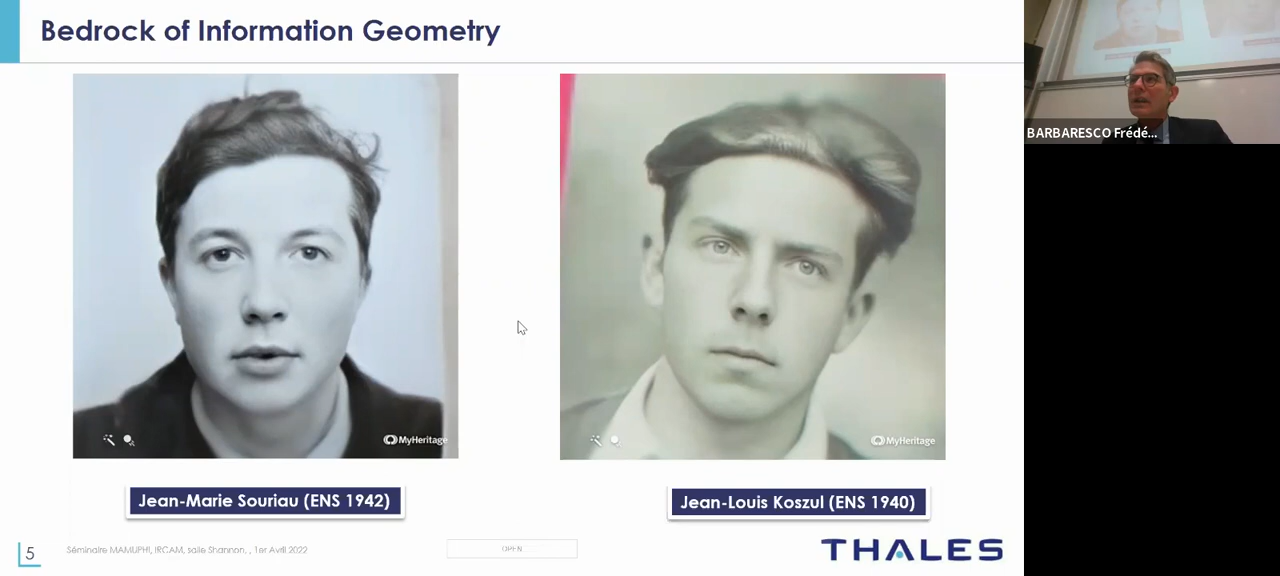 Bedrock of Information Geometry
BARBARESCO Frédé...
MyHeritage
MyHeritage
Jean-Marie Souriau (ENS 1942)
Jean-Louis Koszul (ENS 1940)
5
Séminaire MAMUPHI, IRCAM, salle Shannon, , 1er Avril 2022
OPEN
THALES